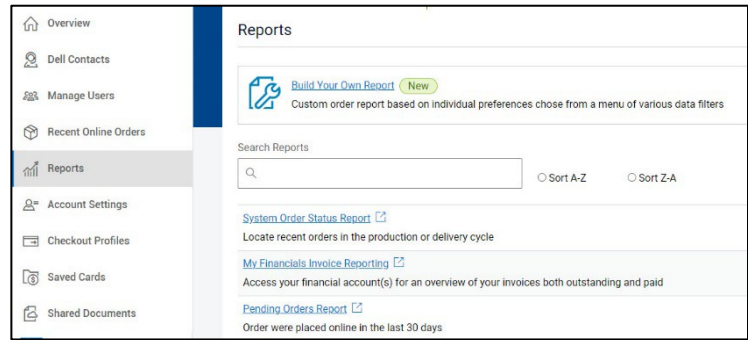 Overview
Dell Contacts
Manage Users
Recent Online Orders
Reports
Account Settings
Checkout Profiles
Saved Cards
Shared Documents
Reports
Build Your Own Report New
Custom order report based on individual preferences chose from a menu of various data filters
Search Reports
Sort A-Z Sort Z-A
System Order Status Report
Locate recent orders in the production or delivery cycle
My Financials Invoice Reporting
Access your financial account(s) for an overview of your invoices both outstanding and paid
Pending Orders Report
Order were placed online in the last 30 days